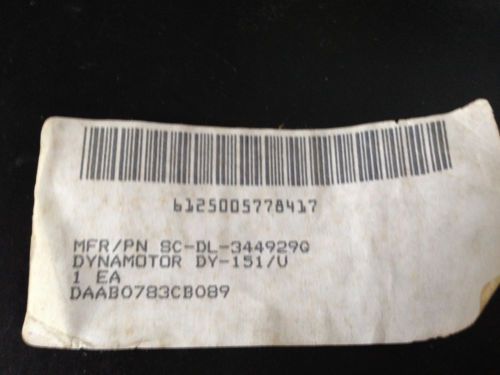 6125005778417
MFR/PN SC-DL-344929G
DYNAMOTOR DY-151/U
1 EA
DAAB0783CB089